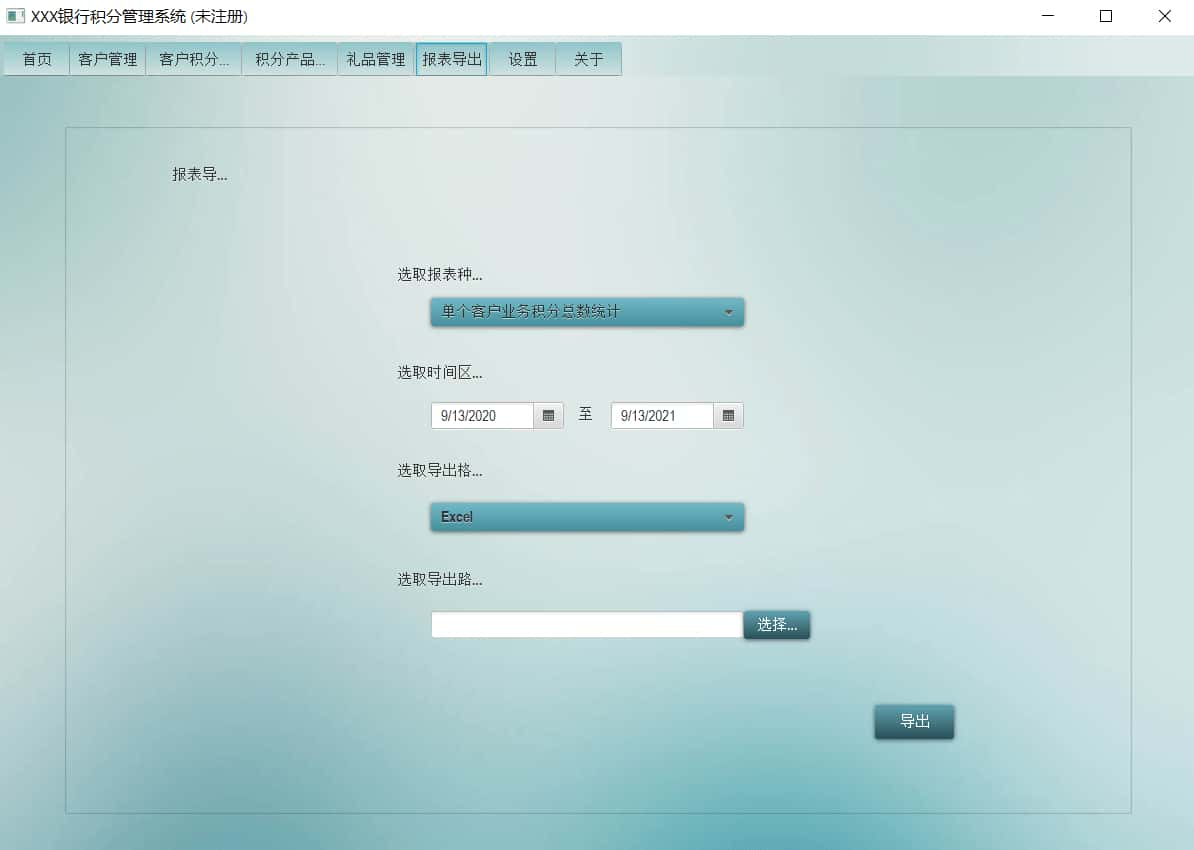 XXX银行积分管理系统 (未注册)
首页 客户管理 客户积分... 积分产品... 礼品管理 报表导出 设置 关于
报表导...
选取报表种...
单个客户业务积分总数统计
选取时间区...
9/13/2020 至 9/13/2021
选取导出格...
Excel
选取导出路...
选择...
导出